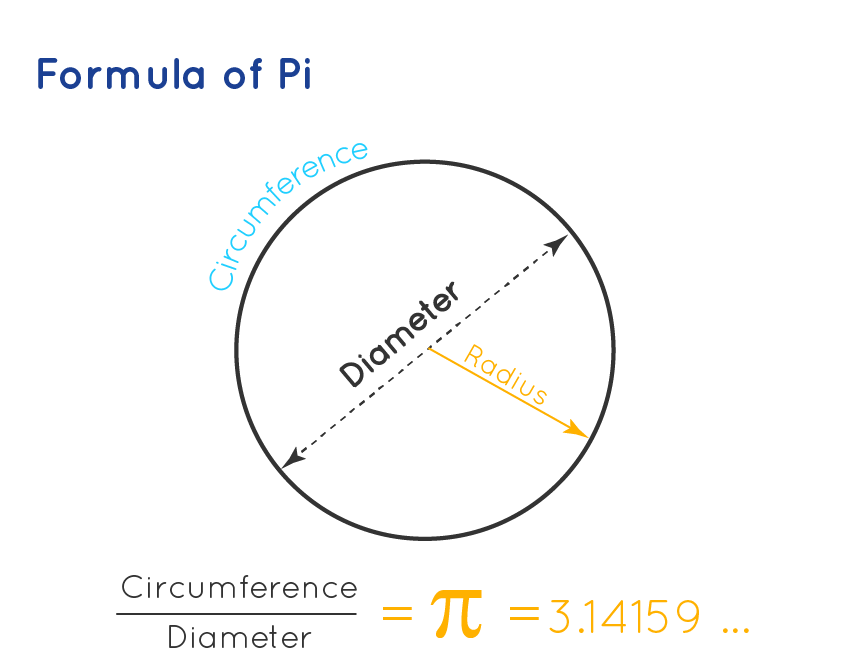 Formula of Pi
Circumference
Diameter
Radius
Circumference
Diameter
= π = 3.14159 ...